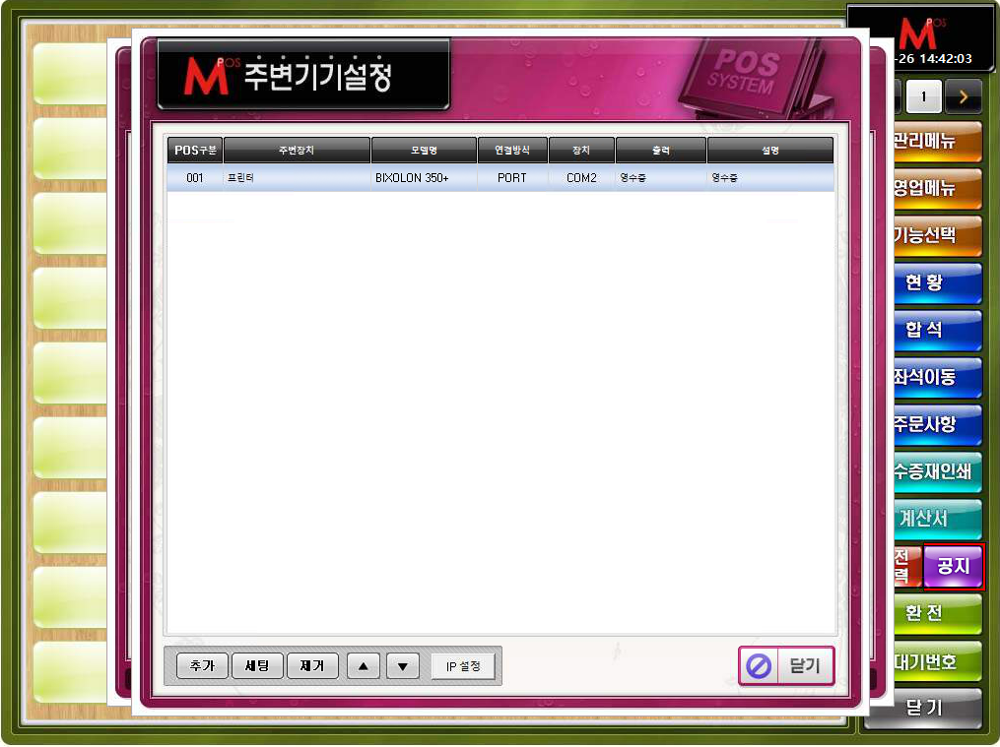 MPOS 주변기기설정
POS
SYSTEM
MPOS
-26 14:42:03
1 >
POS구분 주변장치 모델명 연결방식 장치 출력 설명
001 프린터 BIXOLON 350+ PORT COM2 영수증 영수증
관리메뉴
영업메뉴
기능선택
현 황
합 석
좌석이동
주문사항
수증재인쇄
계산서
전
력
공지
환 전
대기번호
닫 기
추가 세팅 제거 ▲ ▼ IP 설정
닫기